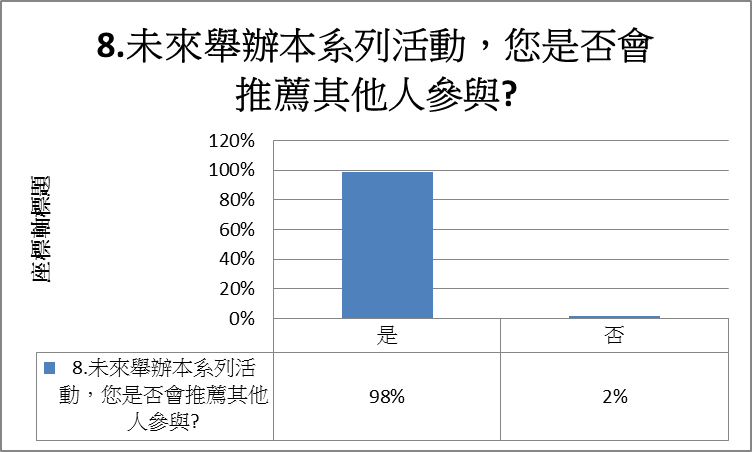 8.未來舉辦本系列活動，您是否會
推薦其他人參與?
座標軸標題
120%
100%
80%
60%
40%
20%
0%
是
否
8.未來舉辦本系列活
動，您是否會推薦其他
人參與?
98%
2%